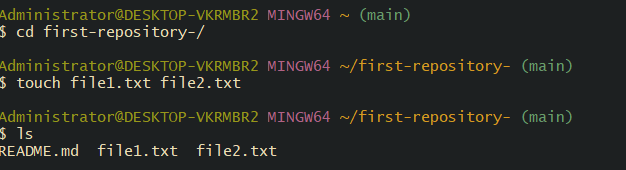 Administrator@DESKTOP-VKRMBR2 MINGW64 ~ (main)
$ cd first-repository-/
Administrator@DESKTOP-VKRMBR2 MINGW64 ~/first-repository- (main)
$ touch file1.txt file2.txt
Administrator@DESKTOP-VKRMBR2 MINGW64 ~/first-repository- (main)
$ ls
README.md  file1.txt  file2.txt